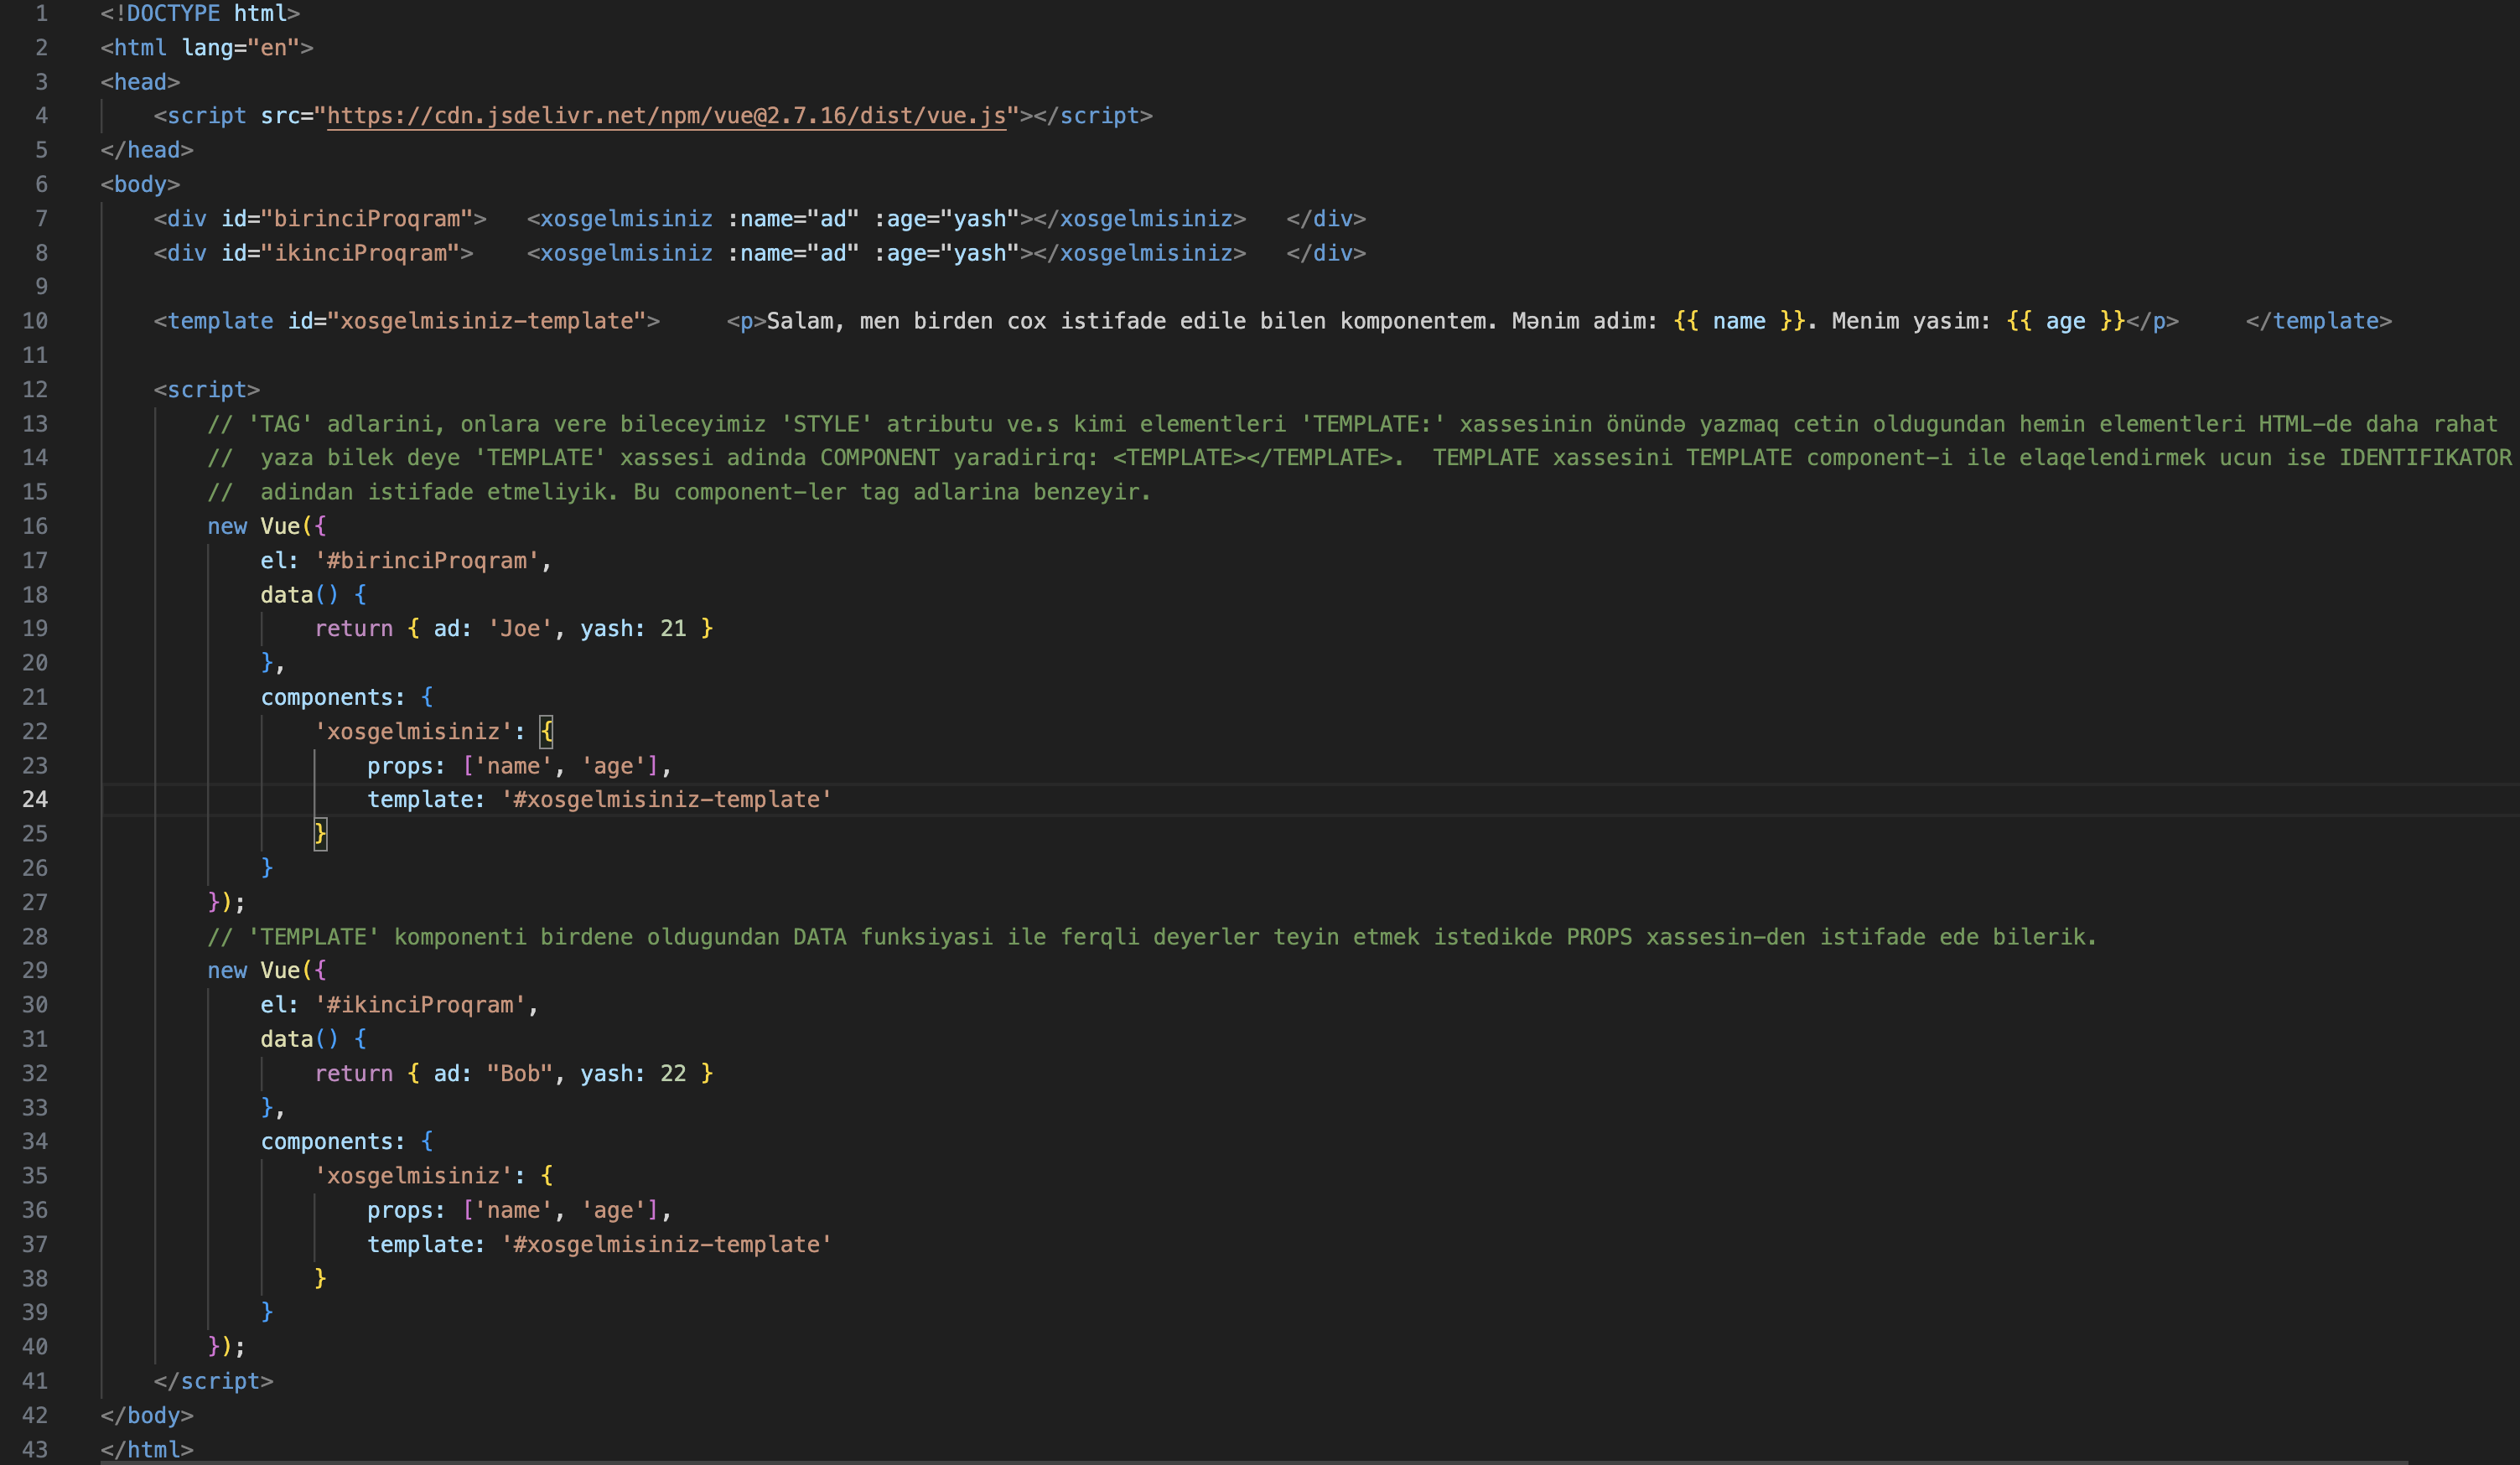 1 <!DOCTYPE html>
2 <html lang="en">
3 <head>
4     <script src="https://cdn.jsdelivr.net/npm/vue@2.7.16/dist/vue.js"></script>
5 </head>
6 <body>
7     <div id="birinciProqram">   <xosgelmisiniz :name="ad" :age="yash"></xosgelmisiniz>   </div>
8     <div id="ikinciProqram">    <xosgelmisiniz :name="ad" :age="yash"></xosgelmisiniz>   </div>
9
10     <template id="xosgelmisiniz-template">     <p>Salam, men birden cox istifade edile bilen komponentem. Mənim adim: {{ name }}. Menim yasim: {{ age }}</p>     </template>
11
12     <script>
13         // 'TAG' adlarini, onlara vere bileceyimiz 'STYLE' atributu ve.s kimi elementleri 'TEMPLATE:' xassesinin önündə yazmaq cetin oldugundan hemin elementleri HTML-de daha rahat
14         //  yaza bilek deye 'TEMPLATE' xassesi adinda COMPONENT yaradirirq: <TEMPLATE></TEMPLATE>.  TEMPLATE xassesini TEMPLATE component-i ile elaqelendirmek ucun ise IDENTIFIKATOR
15         //  adindan istifade etmeliyik. Bu component-ler tag adlarina benzeyir.
16         new Vue({
17             el: '#birinciProqram',
18             data() {
19                 return { ad: 'Joe', yash: 21 }
20             },
21             components: {
22                 'xosgelmisiniz': {
23                     props: ['name', 'age'],
24                     template: '#xosgelmisiniz-template'
25                 }
26             }
27         });
28         // 'TEMPLATE' komponenti birdene oldugundan DATA funksiyasi ile ferqli deyerler teyin etmek istedikde PROPS xassesin-den istifade ede bilerik.
29         new Vue({
30             el: '#ikinciProqram',
31             data() {
32                 return { ad: "Bob", yash: 22 }
33             },
34             components: {
35                 'xosgelmisiniz': {
36                     props: ['name', 'age'],
37                     template: '#xosgelmisiniz-template'
38                 }
39             }
40         });
41     </script>
42 </body>
43 </html>